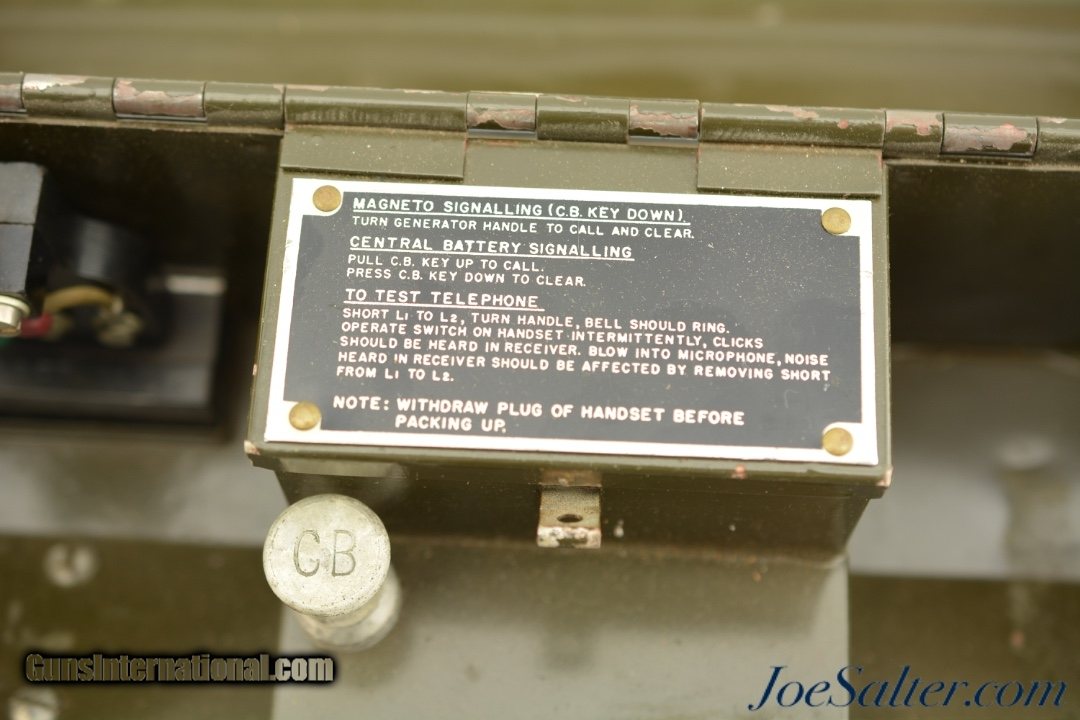 MAGNETO SIGNALLING (C.B. KEY DOWN).
TURN GENERATOR HANDLE TO CALL AND CLEAR.
CENTRAL BATTERY SIGNALLING
PULL C.B. KEY UP TO CALL.
PRESS C.B. KEY DOWN TO CLEAR.
TO TEST TELEPHONE
SHORT L1 TO L2, TURN HANDLE, BELL SHOULD RING.
OPERATE SWITCH ON HANDSET INTERMITTENTLY, CLICKS
SHOULD BE HEARD IN RECEIVER. BLOW INTO MICROPHONE, NOISE
HEARD IN RECEIVER SHOULD BE AFFECTED BY REMOVING SHORT
FROM L1 TO L2.
NOTE: WITHDRAW PLUG OF HANDSET BEFORE
PACKING UP.
CB
GunsInternational.com
JoeSalter.com